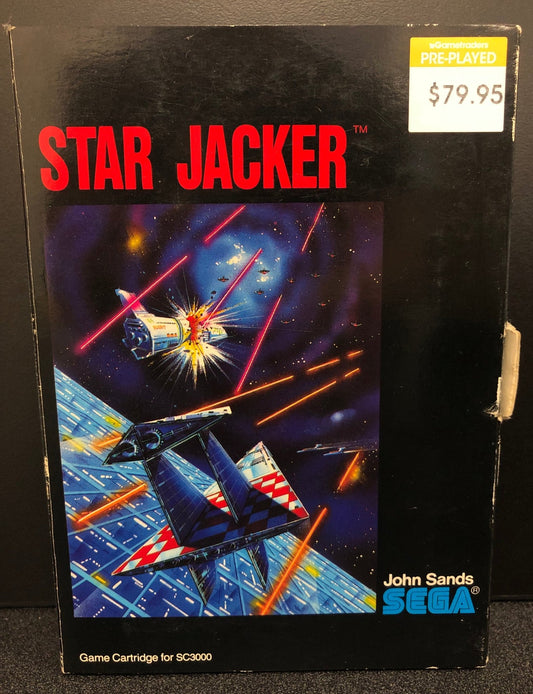 Gametraders
PRE-PLAYED
$79.95
STAR JACKER™
John Sands
SEGA®
Game Cartridge for SC3000